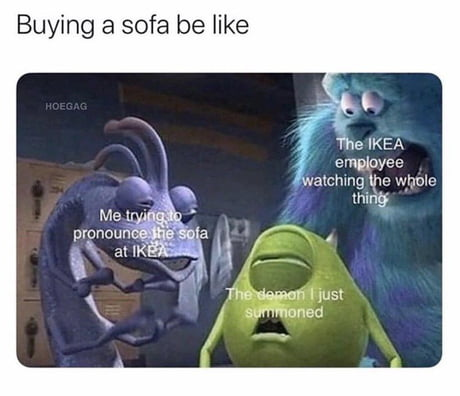 Buying a sofa be like
HOEGAG
The IKEA
employee
watching the whole
thing
Me trying to
pronounce the sofa
at IKEA
The demon I just
summoned